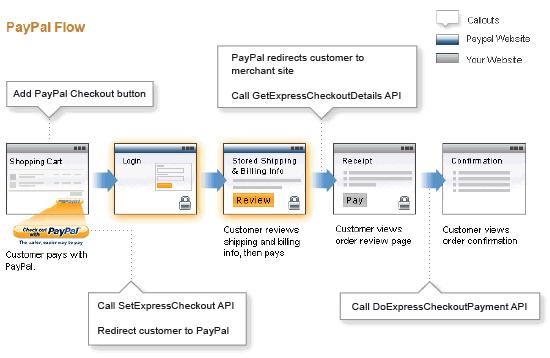 PayPal Flow
Callouts
Paypal Website
Your Website
Add PayPal Checkout button
PayPal redirects customer to
merchant site
Call GetExpressCheckoutDetails API
Shopping Cart
PayPal
Login
Stored Shipping
& Billing Info
Review
Receipt
Pay
Confirmation
Check out
with PayPal
The safer, easier way to pay
Customer pays with
PayPal.
Customer reviews
shipping and billing
info, then pays
Customer views
order review page
Customer views
order confirmation
Call SetExpressCheckout API
Redirect customer to PayPal
Call DoExpressCheckoutPayment API